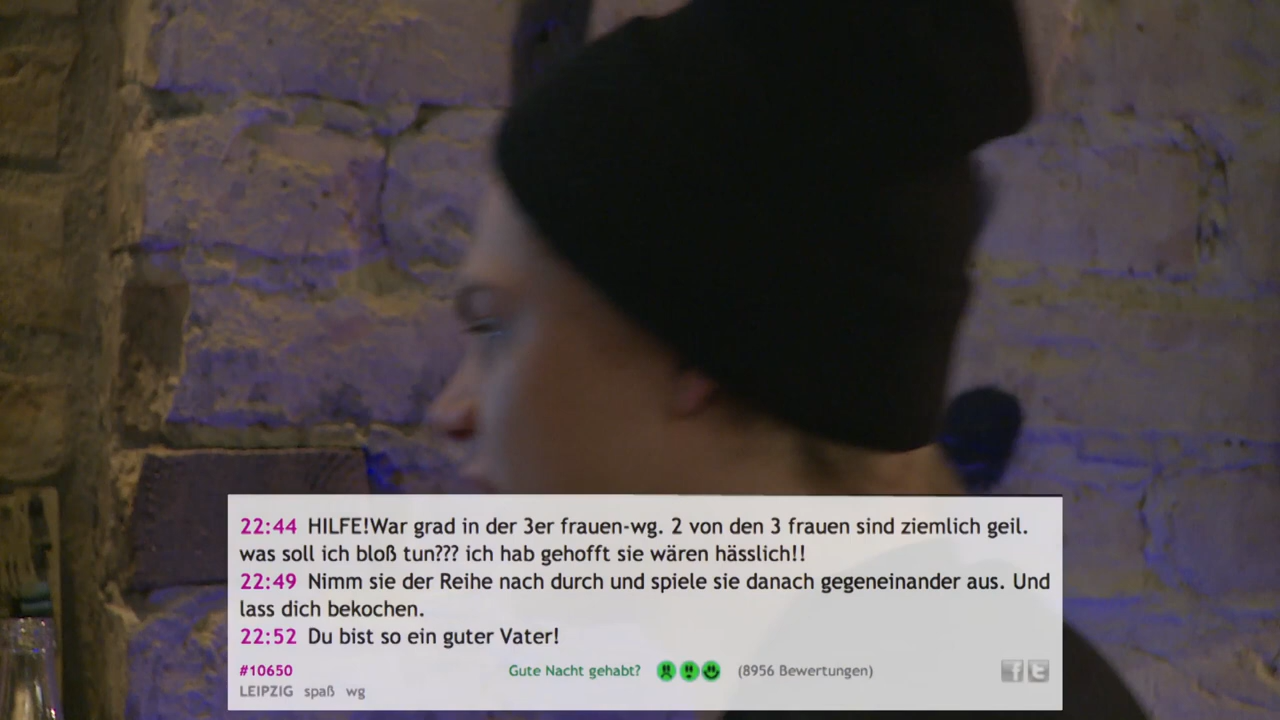 22:44 HILFE!War grad in der 3er frauen-wg. 2 von den 3 frauen sind ziemlich geil.
was soll ich bloß tun??? ich hab gehofft sie wären hässlich!!
22:49 Nimm sie der Reihe nach durch und spiele sie danach gegeneinander aus. Und
lass dich bekochen.
22:52 Du bist so ein guter Vater!
#10650 Gute Nacht gehabt? (8956 Bewertungen) f t
LEIPZIG spaß wg